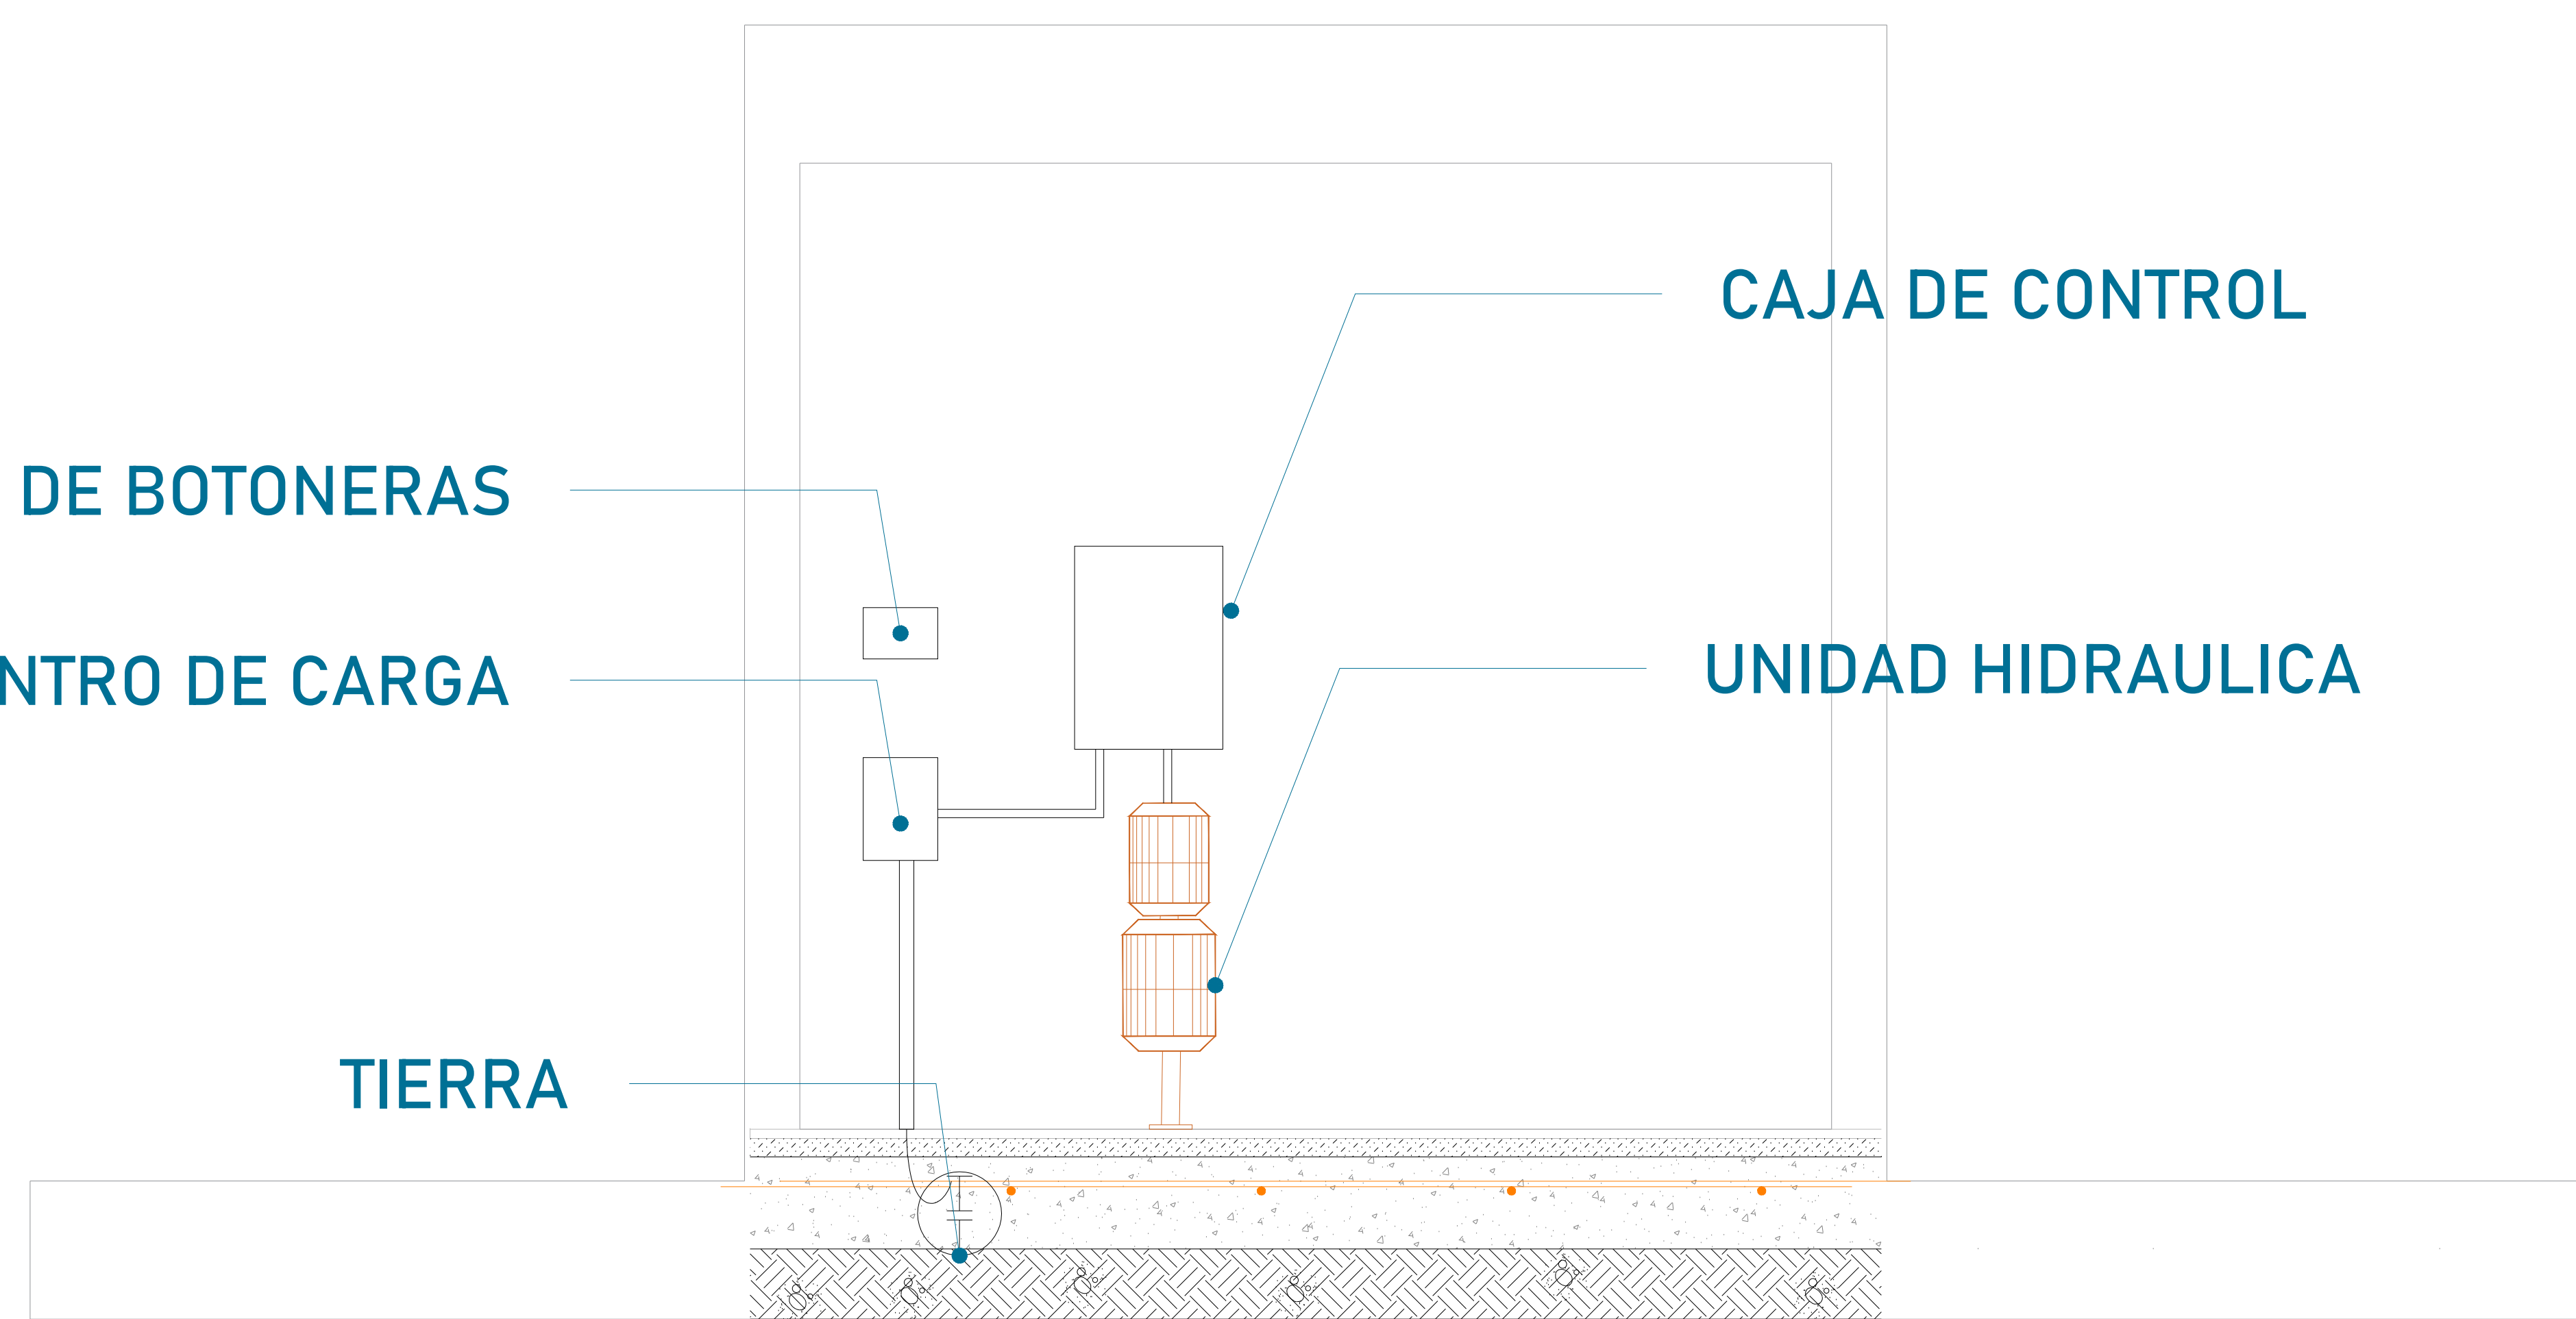 CAJA DE CONTROL
DE BOTONERAS
UNIDAD HIDRAULICA
NTRO DE CARGA
TIERRA